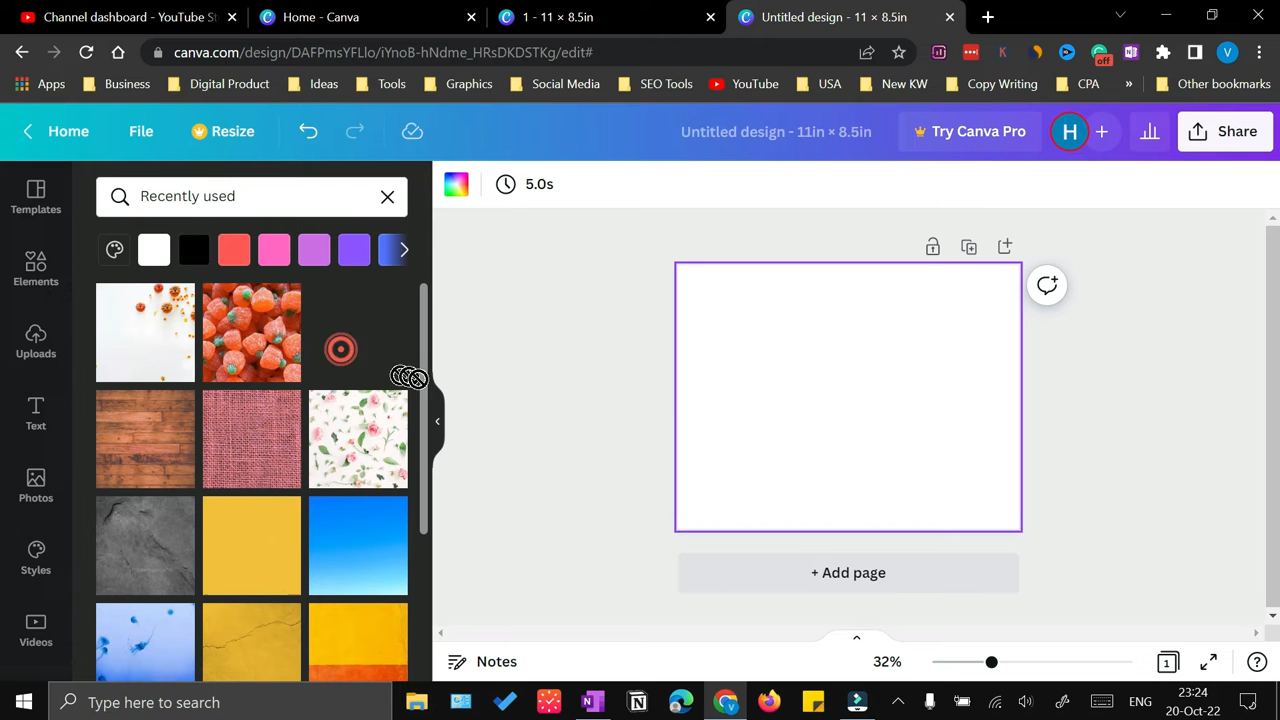 Channel dashboard - YouTube St
Home - Canva
1 - 11 × 8.5in
Untitled design - 11 × 8.5in
canva.com/design/DAFPmsYFLlo/iYnoB-hNdme_HRsDKDSTKg/edit#
off
V
Apps
Business
Digital Product
Ideas
Tools
Graphics
Social Media
SEO Tools
YouTube
USA
New KW
Copy Writing
CPA
»
Other bookmarks
Home
File
Resize
Untitled design - 11in × 8.5in
Try Canva Pro
H
Share
Templates
Elements
Uploads
Text
Photos
Styles
Videos
Recently used
5.0s
+ Add page
Notes
32%
1
Type here to search
ENG
23:24
20-Oct-22